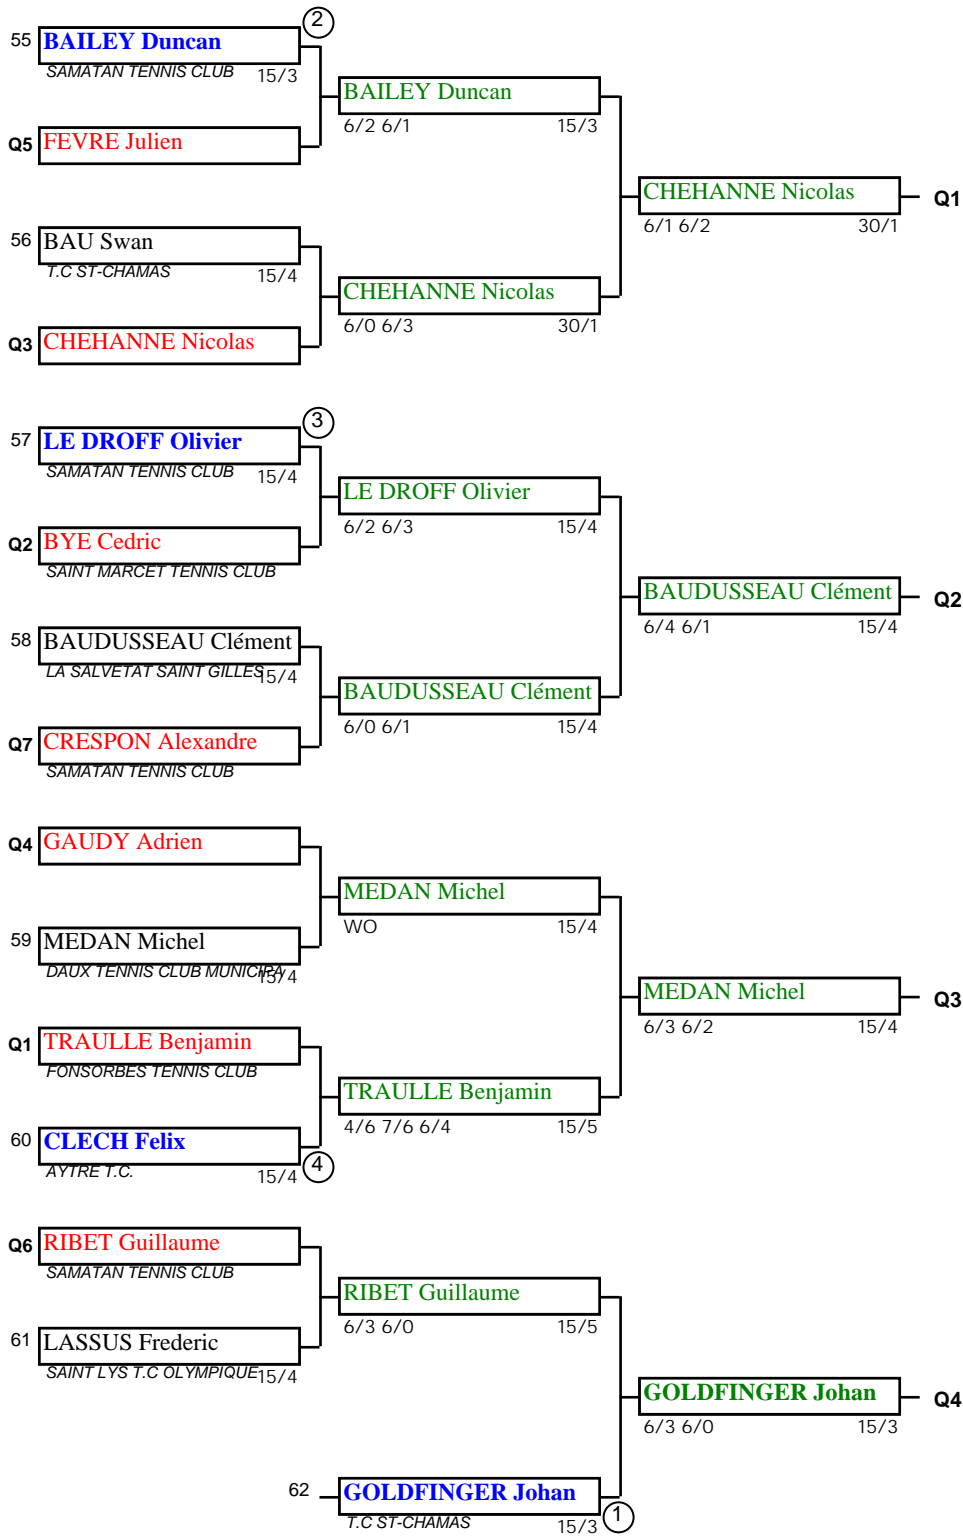 2
55 BAILEY Duncan
SAMATAN TENNIS CLUB 15/3
BAILEY Duncan
6/2 6/1 15/3
Q5 FEVRE Julien
CHEHANNE Nicolas Q1
6/1 6/2 30/1
56 BAU Swan
T.C ST-CHAMAS 15/4
CHEHANNE Nicolas
6/0 6/3 30/1
Q3 CHEHANNE Nicolas
3
57 LE DROFF Olivier
SAMATAN TENNIS CLUB 15/4
LE DROFF Olivier
6/2 6/3 15/4
Q2 BYE Cedric
SAINT MARCET TENNIS CLUB
BAUDUSSEAU Clément Q2
6/4 6/1 15/4
58 BAUDUSSEAU Clément
LA SALVETAT SAINT GILLES 15/4
BAUDUSSEAU Clément
6/0 6/1 15/4
Q7 CRESPON Alexandre
SAMATAN TENNIS CLUB
Q4 GAUDY Adrien
MEDAN Michel
WO 15/4
59 MEDAN Michel
DAUX TENNIS CLUB MUNICIPA 15/4
MEDAN Michel Q3
6/3 6/2 15/4
Q1 TRAULLE Benjamin
FONSORBES TENNIS CLUB
TRAULLE Benjamin
4/6 7/6 6/4 15/5
60 CLECH Felix
AYTRE T.C. 15/4
4
Q6 RIBET Guillaume
SAMATAN TENNIS CLUB
RIBET Guillaume
6/3 6/0 15/5
61 LASSUS Frederic
SAINT LYS T.C OLYMPIQUE 15/4
GOLDFINGER Johan Q4
6/3 6/0 15/3
62 GOLDFINGER Johan
T.C ST-CHAMAS 15/3
1